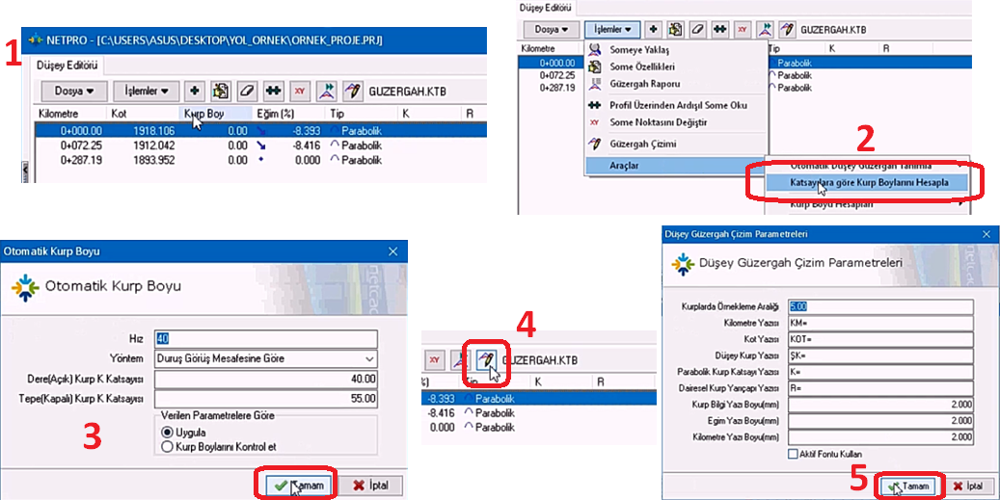 1
NETPRO - [C:\USERS\ASUS\DESKTOP\YOL_ORNEK\ORNEK_PROJE.PRJ]
Düşey Editörü
Dosya İşlemler XY GUZERGAH.KTB
Kilometre Kot Kurp Boy Eğim (%) Tip K R
0+000.00 1918.106 0.00 -8.393 Parabolik
0+072.25 1912.042 0.00 -8.416 Parabolik
0+287.19 1893.952 0.00 0.000 Parabolik
Düşey Editörü
Dosya İşlemler XY GUZERGAH.KTB
Kilometre Tip K R
0+000.00 Parabolik
0+072.25 Parabolik
0+287.19 Parabolik
Someye Yaklaş
Some Özellikleri
Güzergah Raporu
Profil Üzerinden Ardışıl Some Oku
XY Some Noktasını Değiştir
Güzergah Çizimi
Araçlar
2
Otomatik Düşey Güzergah Tanımla
Katsayılara göre Kurp Boylarını Hesapla
Kurp Boyu Hesapları
Otomatik Kurp Boyu
Otomatik Kurp Boyu
Hız 40
Yöntem Duruş Görüş Mesafesine Göre
Dere(Açık) Kurp K Katsayısı 40.00
Tepe(Kapalı) Kurp K Katsayısı 55.00
Verilen Parametrelere Göre
Uygula
Kurp Boylarını Kontrol et
3
Tamam İptal
4
XY GUZERGAH.KTB
Tip K R
-8.393 Parabolik
-8.416 Parabolik
0.000 Parabolik
Düşey Güzergah Çizim Parametreleri
Düşey Güzergah Çizim Parametreleri
Kurplarda Örnekleme Aralığı 5.00
Kilometre Yazısı KM=
Kot Yazısı KOT=
Düşey Kurp Yazısı ŞK=
Parabolik Kurp Katsayı Yazısı K=
Dairesel Kurp Yarıçapı Yazısı R=
Kurp Bilgi Yazı Boyu(mm) 2.000
Egim Yazı Boyu(mm) 2.000
Kilometre Yazı Boyu(mm) 2.000
Aktif Fontu Kullan
5
Tamam İptal